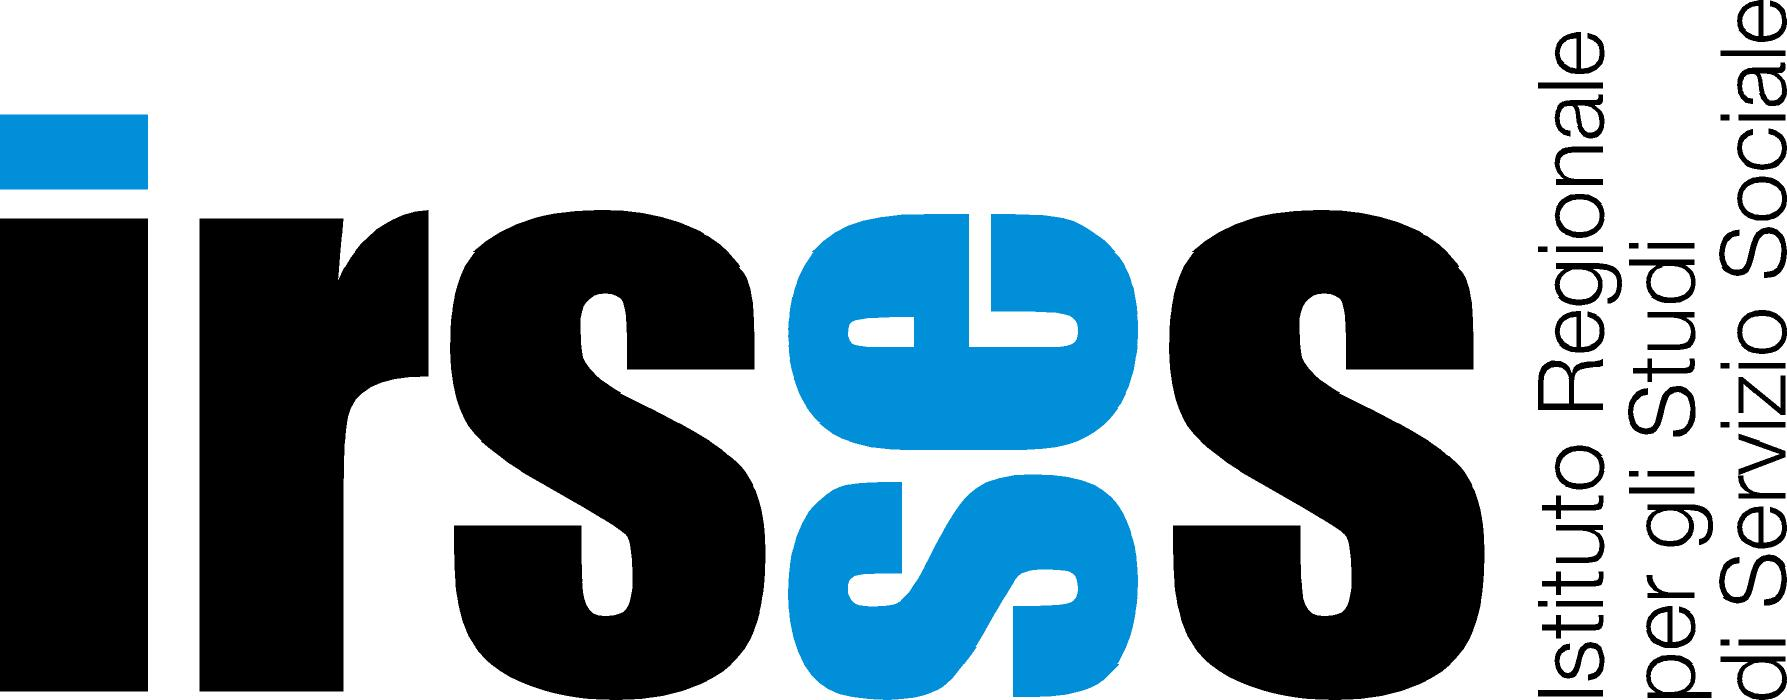 irsses
Istituto Regionale
per gli Studi
di Servizio Sociale